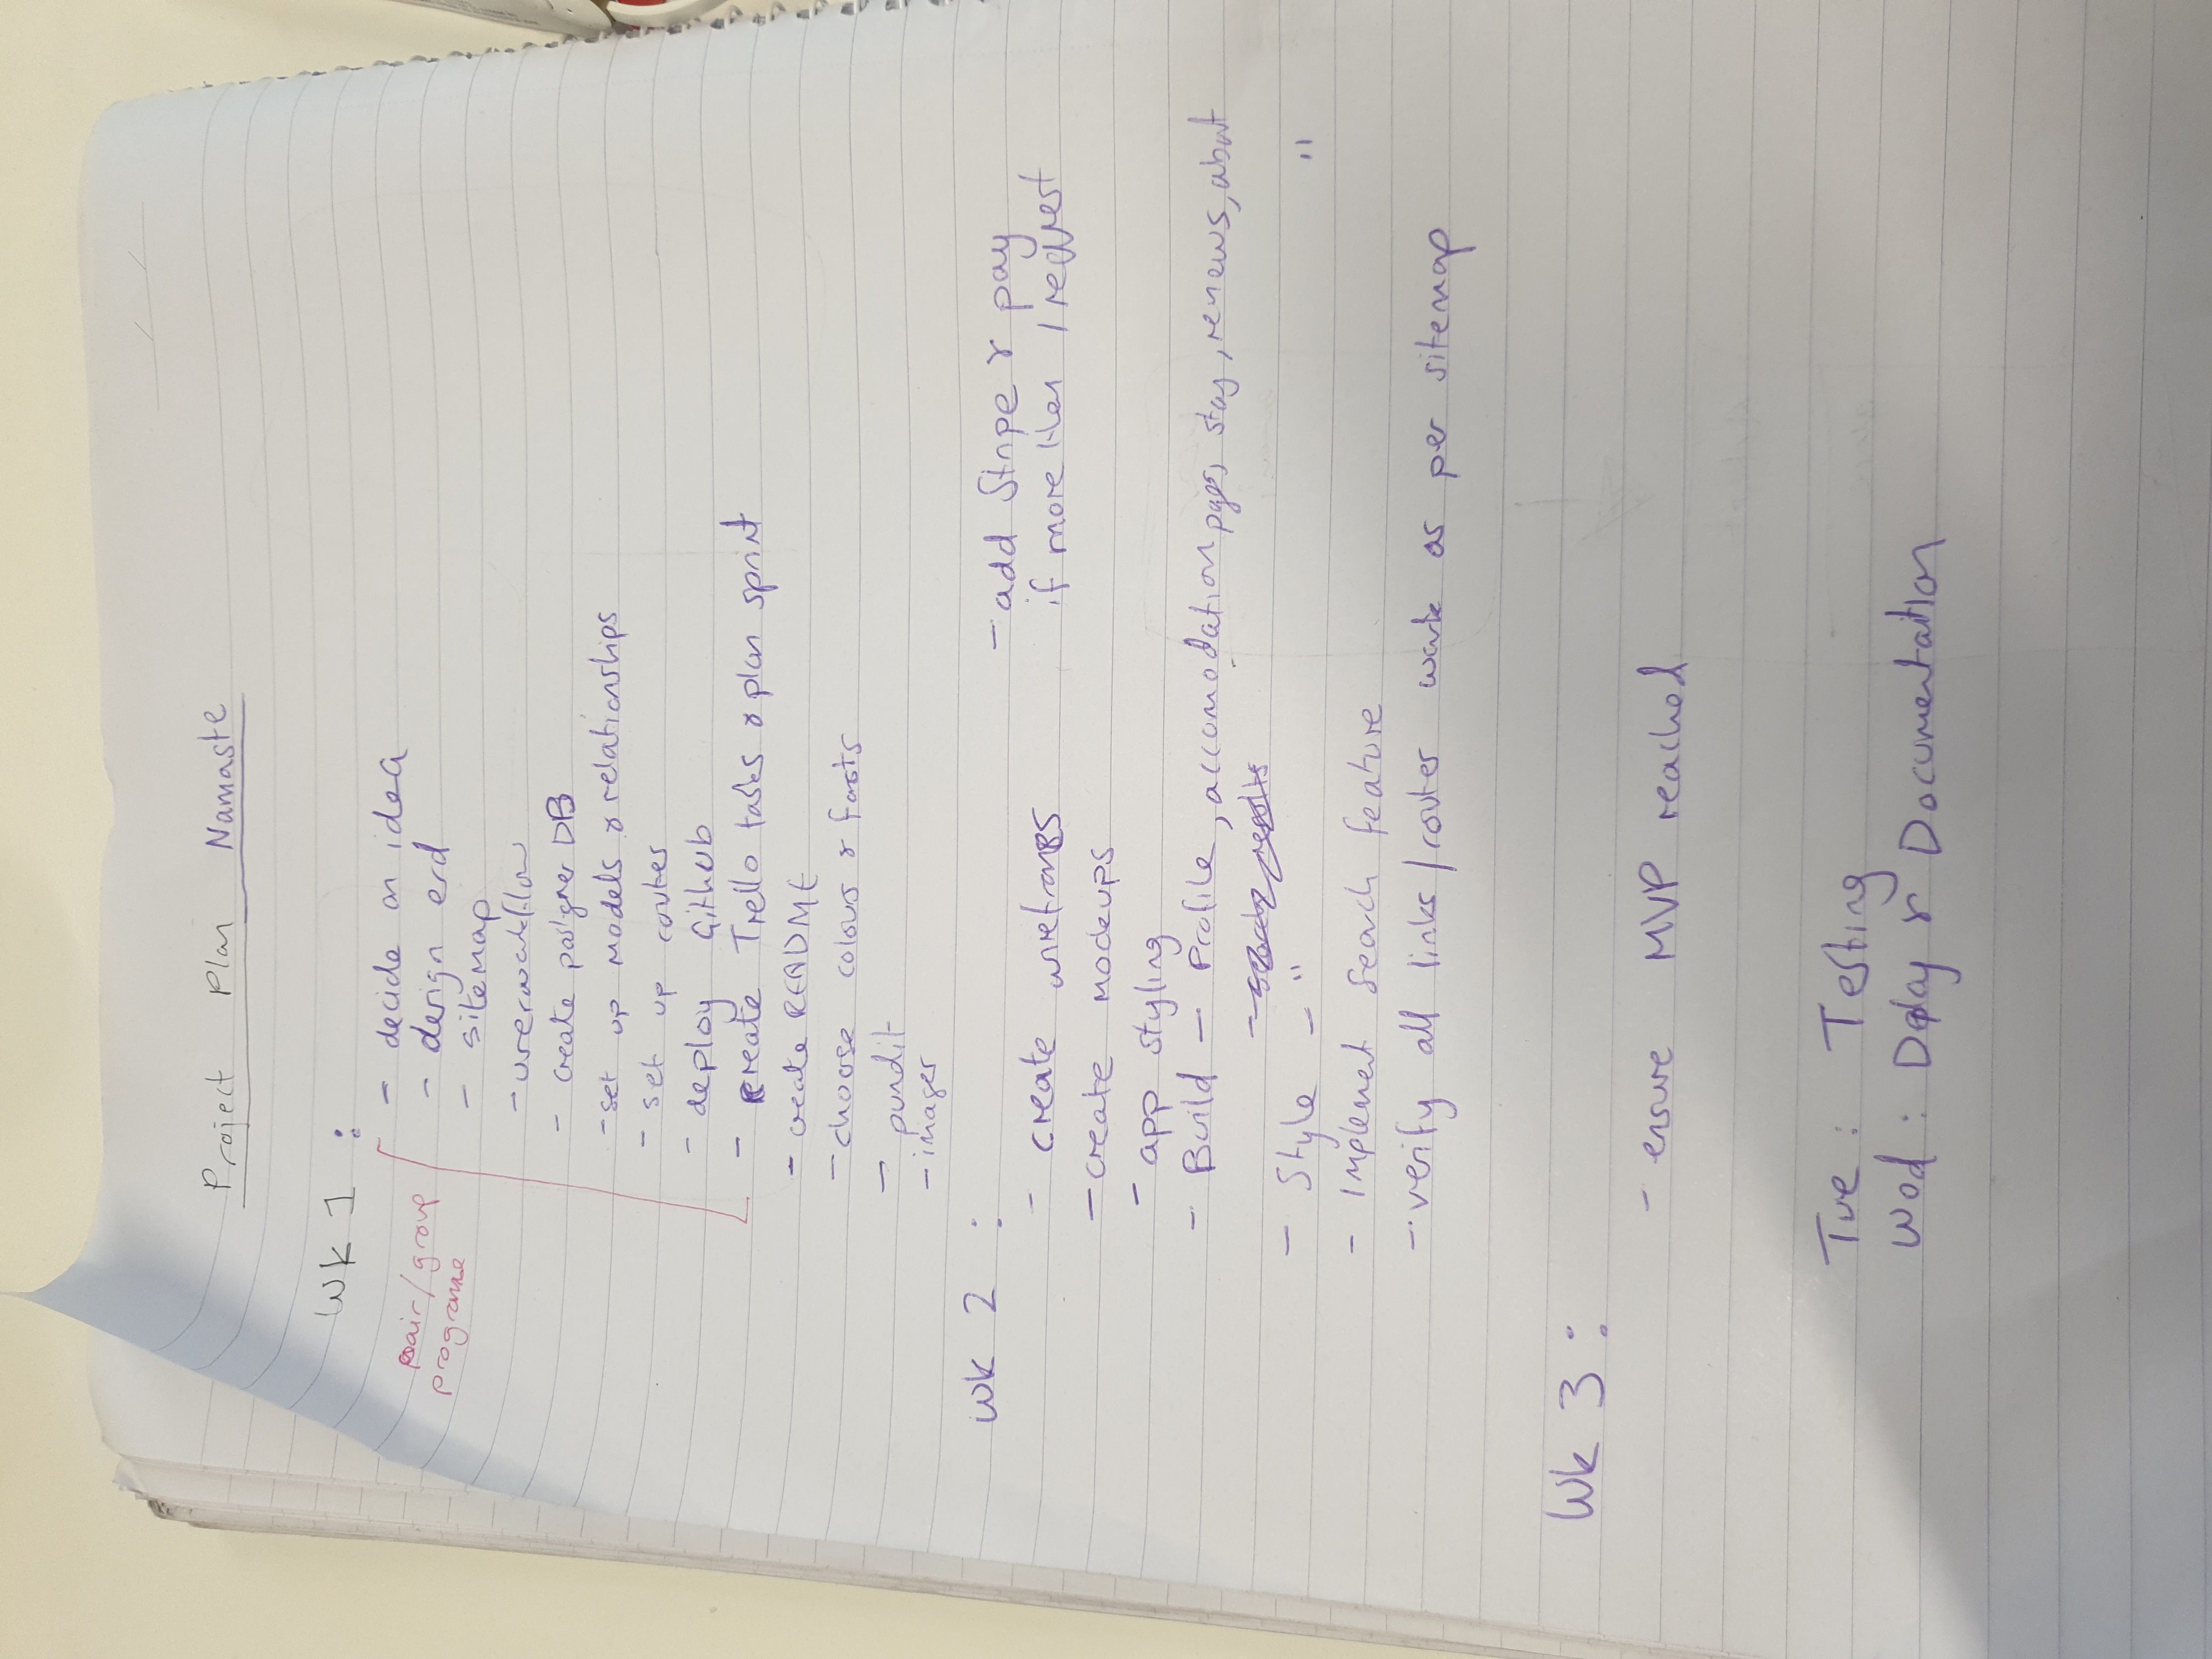 Project Plan Namaste
Wk 1 :
pair/group
programme
- decide on idea
- design erd
- sitemap
- userworkflow
- create postgres DB
- set up models & relationships
- set up routes
- deploy Github
- create Trello tasks & plan sprint
- create README
- choose colours & fonts
- pundit
- images
wk 2 :
- add Stripe & pay
if more than 1 request
- create wireframes
- create mockups
- app styling
- Build - Profile, accomodation pages, stay, reviews, about
- search results
- Style - " "
- Implement search feature
- verify all links/routes work as per sitemap
Wk 3 :
- ensure MVP reached
Tue : Testing
Wed : Deploy & Documentation